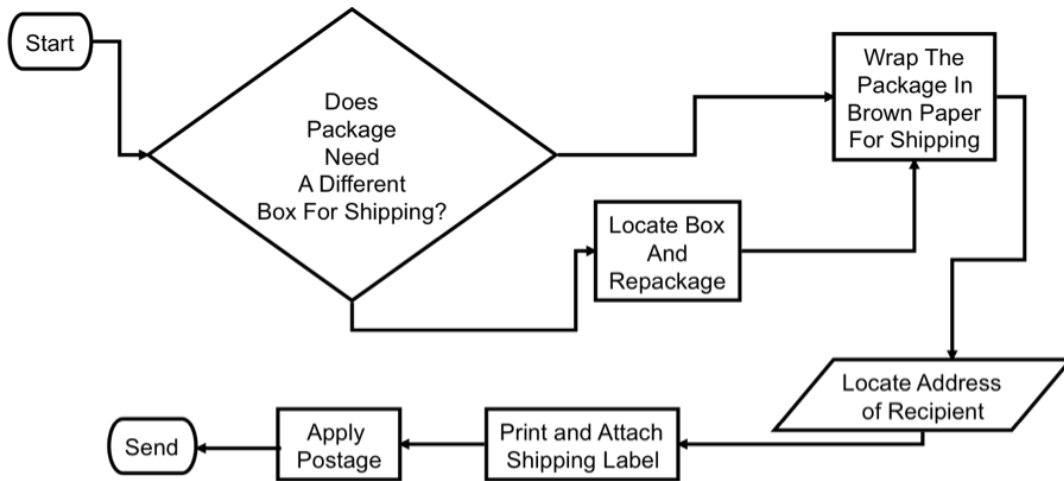 Start
Does
Package
Need
A Different
Box For Shipping?
Wrap The
Package In
Brown Paper
For Shipping
Locate Box
And
Repackage
Locate Address
of Recipient
Print and Attach
Shipping Label
Apply
Postage
Send